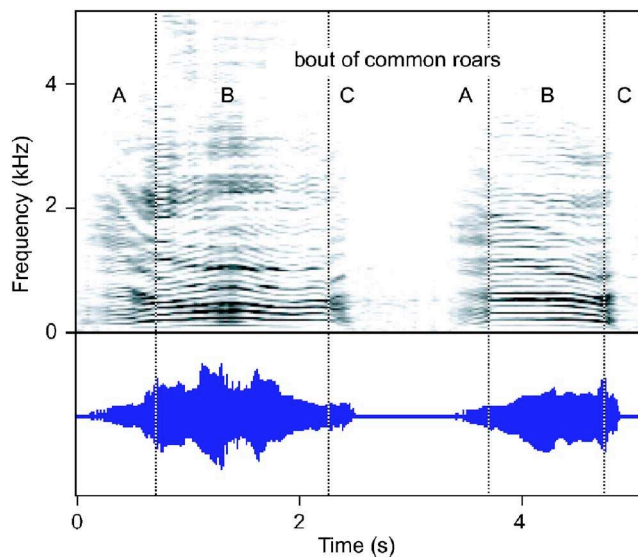 bout of common roars
A B C A B C
4
2
0
Frequency (kHz)
0 2 4
Time (s)